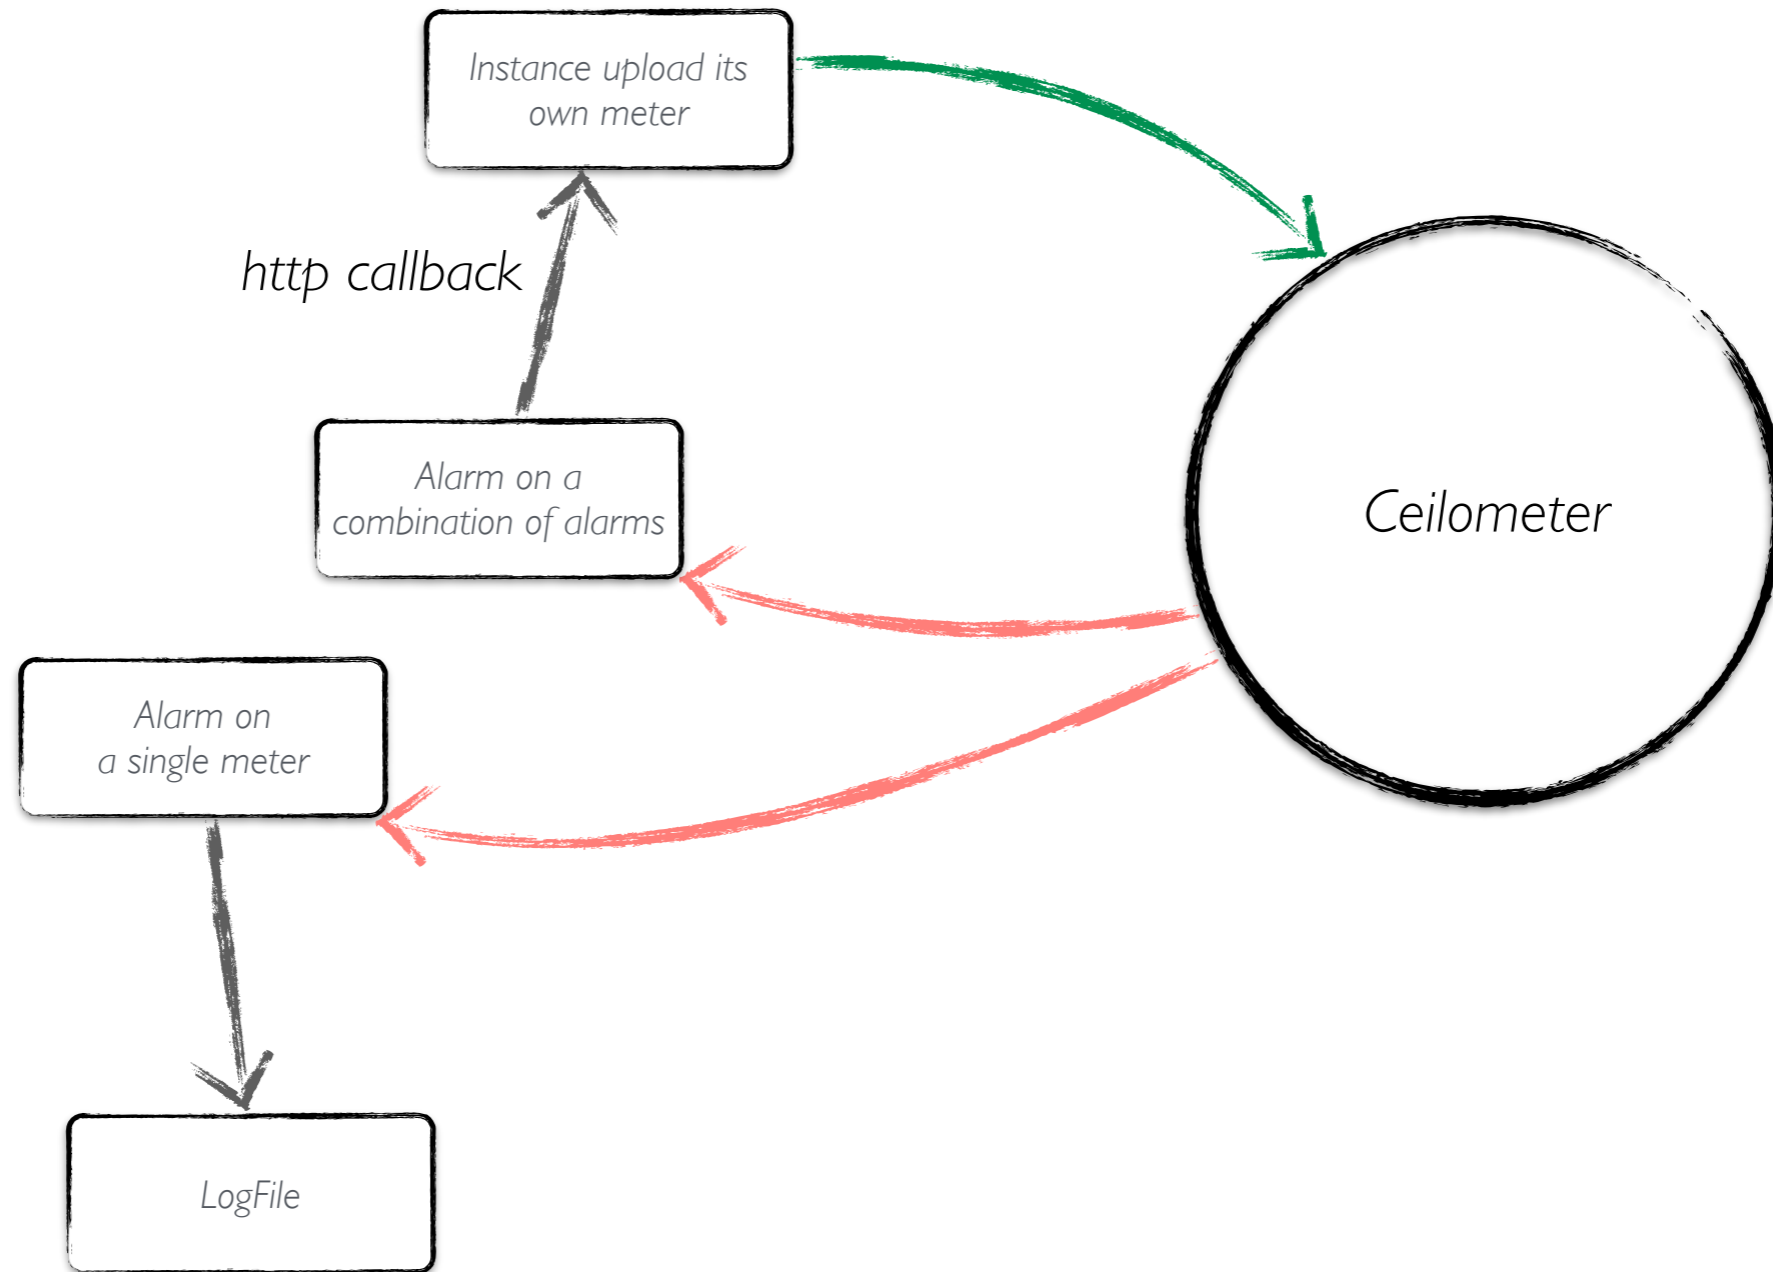 Instance upload its
own meter
http callback
Alarm on a
combination of alarms
Ceilometer
Alarm on
a single meter
LogFile